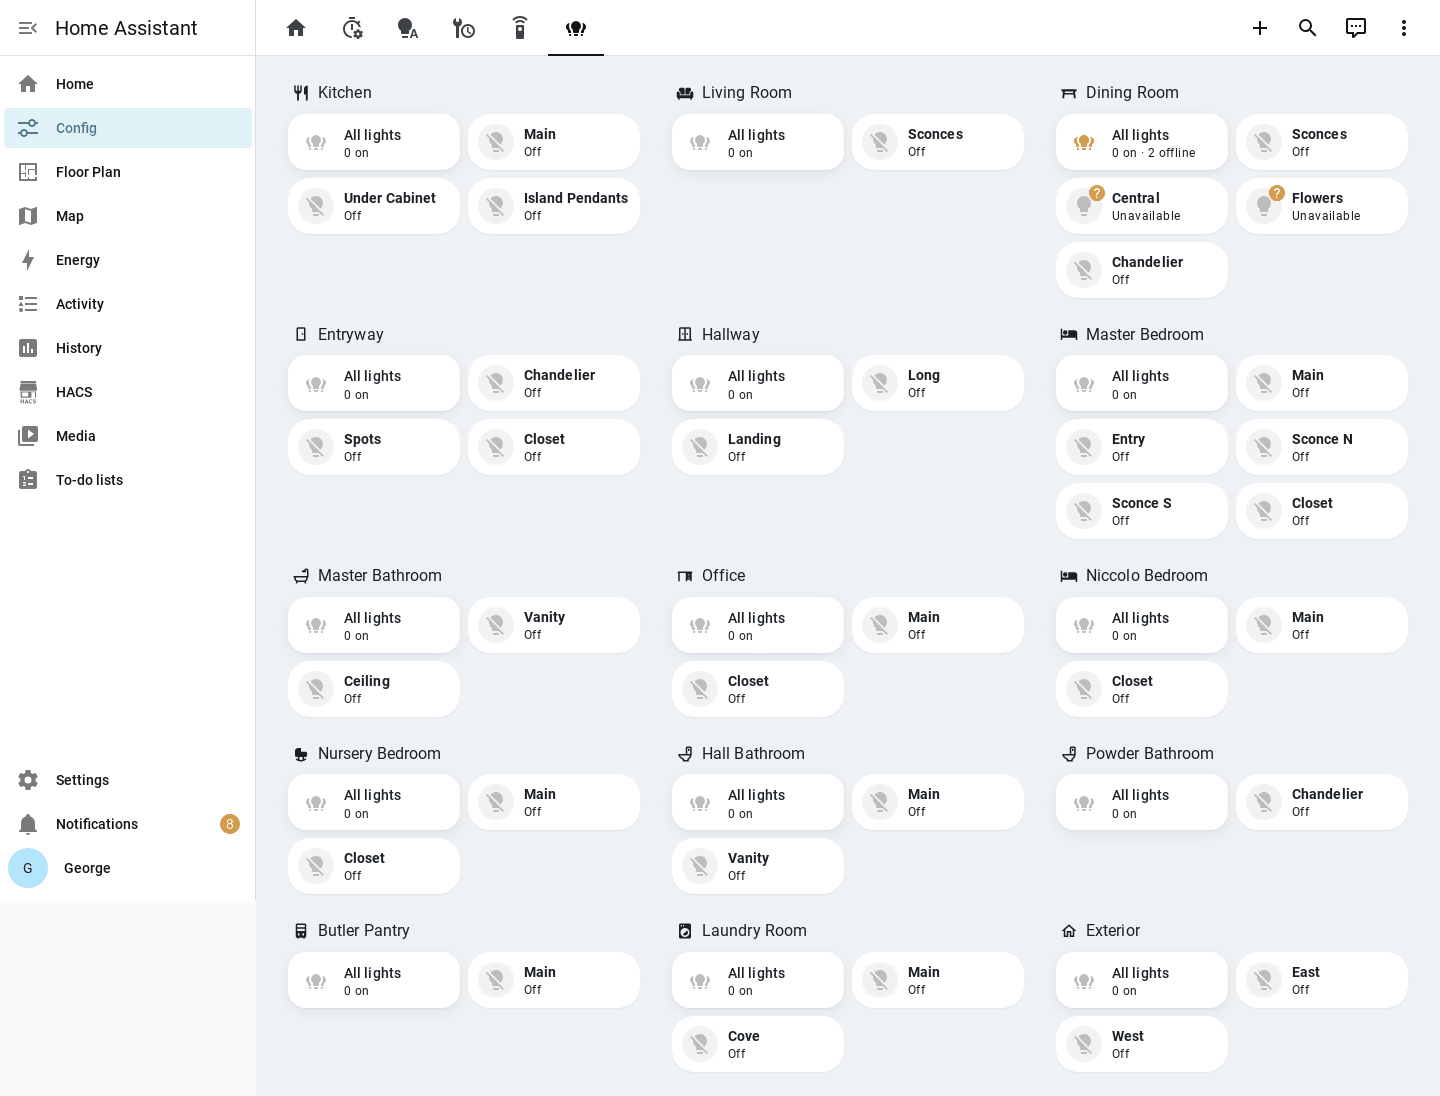 Home Assistant
Home
Config
Floor Plan
Map
Energy
Activity
History
HACS
HACS
Media
To-do lists
Settings
Notifications
8
G
George
A
Kitchen
All lights
0 on
Main
Off
Under Cabinet
Off
Island Pendants
Off
Living Room
All lights
0 on
Sconces
Off
Dining Room
All lights
0 on · 2 offline
Sconces
Off
?
Central
Unavailable
?
Flowers
Unavailable
Chandelier
Off
Entryway
All lights
0 on
Chandelier
Off
Spots
Off
Closet
Off
Hallway
All lights
0 on
Long
Off
Landing
Off
Master Bedroom
All lights
0 on
Main
Off
Entry
Off
Sconce N
Off
Sconce S
Off
Closet
Off
Master Bathroom
All lights
0 on
Vanity
Off
Ceiling
Off
Office
All lights
0 on
Main
Off
Closet
Off
Niccolo Bedroom
All lights
0 on
Main
Off
Closet
Off
Nursery Bedroom
All lights
0 on
Main
Off
Closet
Off
Hall Bathroom
All lights
0 on
Main
Off
Vanity
Off
Powder Bathroom
All lights
0 on
Chandelier
Off
Butler Pantry
All lights
0 on
Main
Off
Laundry Room
All lights
0 on
Main
Off
Cove
Off
Exterior
All lights
0 on
East
Off
West
Off